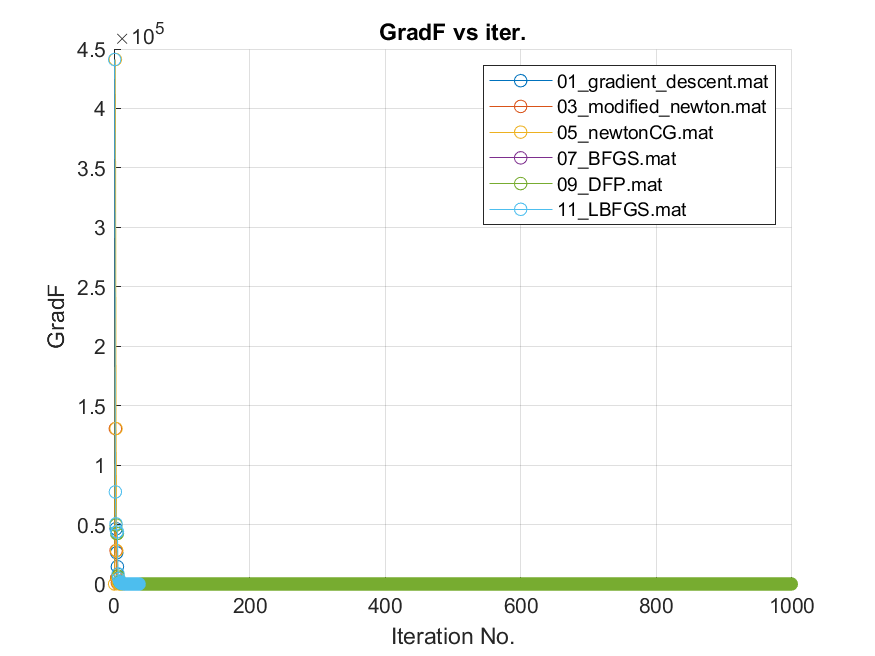 GradF vs iter.
×10^5
4.5
4
3.5
3
2.5
2
1.5
1
0.5
0
GradF
01_gradient_descent.mat
03_modified_newton.mat
05_newtonCG.mat
07_BFGS.mat
09_DFP.mat
11_LBFGS.mat
0 200 400 600 800 1000
Iteration No.